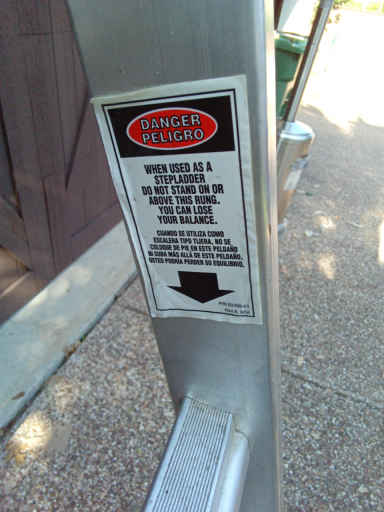 DANGER
PELIGRO
WHEN USED AS A
STEPLADDER
DO NOT STAND ON OR
ABOVE THIS RUNG.
YOU CAN LOSE
YOUR BALANCE.
CUANDO SE UTILIZA COMO
ESCALERA TIPO TIJERA, NO SE
COLOQUE DE PIE EN ESTE PELDAÑO
NI SUBA MÁS ALLÁ DE ESTE PELDAÑO.
USTED PODRÍA PERDER SU EQUILIBRIO.